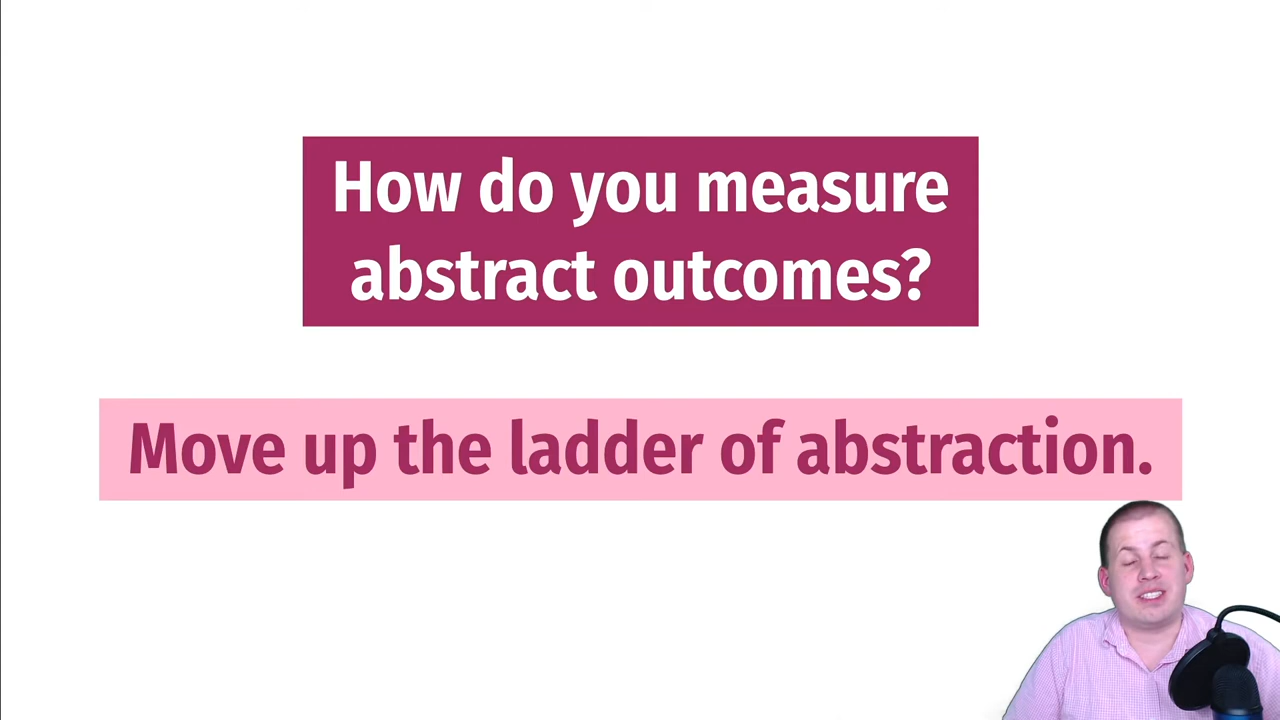 How do you measure
abstract outcomes?
Move up the ladder of abstraction.